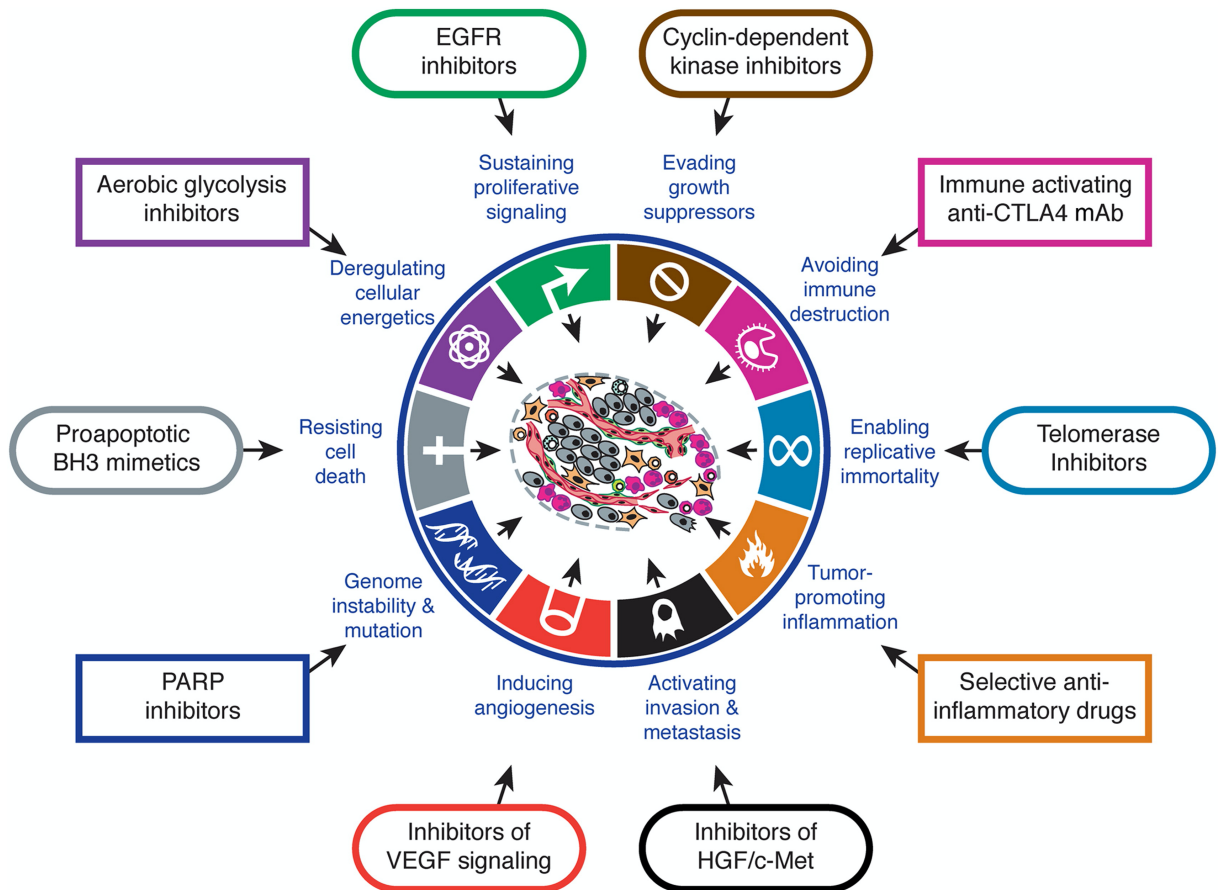 EGFR
inhibitors
Cyclin-dependent
kinase inhibitors
Sustaining
proliferative
signaling
Evading
growth
suppressors
Aerobic glycolysis
inhibitors
Immune activating
anti-CTLA4 mAb
Deregulating
cellular
energetics
Avoiding
immune
destruction
Proapoptotic
BH3 mimetics
Resisting
cell
death
Enabling
replicative
immortality
Telomerase
Inhibitors
Genome
instability &
mutation
Tumor-
promoting
inflammation
PARP
inhibitors
Inducing
angiogenesis
Activating
invasion &
metastasis
Selective anti-
inflammatory drugs
Inhibitors of
VEGF signaling
Inhibitors of
HGF/c-Met